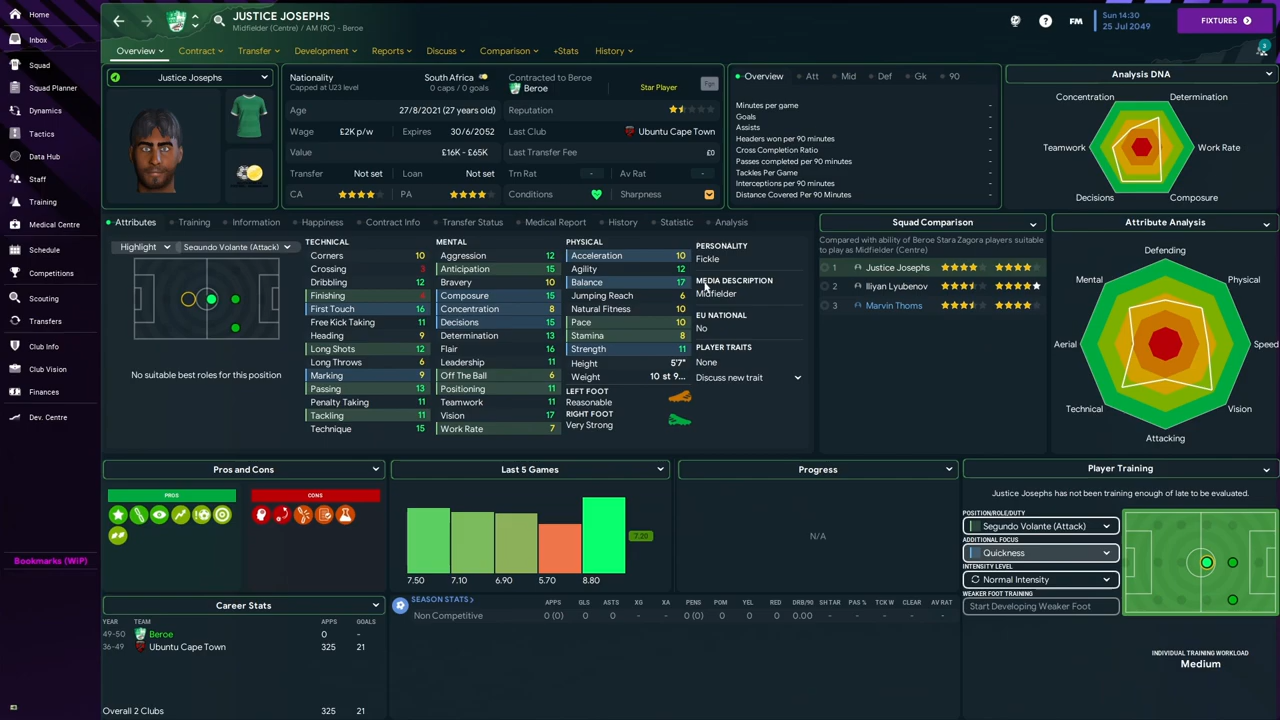 Home
Inbox
Squad
Squad Planner
Dynamics
Tactics
Data Hub
Staff
Training
Medical Centre
Schedule
Competitions
Scouting
Transfers
Club Info
Club Vision
Finances
Dev. Centre
Bookmarks (WiP)
JUSTICE JOSEPHS
Midfielder (Centre) / AM (RC) - Beroe
FM
Sun 14:30
25 Jul 2049
FIXTURES
3
Overview
Contract
Transfer
Development
Reports
Discuss
Comparison
+Stats
History
Justice Josephs
Nationality South Africa
Capped at U23 level 0 caps / 0 goals
Age 27/8/2021 (27 years old)
Wage £2K p/w Expires 30/6/2052
Value £16K - £65K
Transfer Not set Loan Not set
CA PA
Contracted to Beroe
Beroe Star Player Fgn
Reputation
Last Club Ubuntu Cape Town
Last Transfer Fee £0
Trn Rat - Av Rat -
Conditions Sharpness
Overview Att Mid Def Gk 90
Minutes per game -
Goals -
Assists -
Headers won per 90 minutes -
Cross Completion Ratio -
Passes completed per 90 minutes -
Tackles Per Game -
Interceptions per 90 minutes -
Distance Covered Per 90 Minutes -
Analysis DNA
Concentration Determination
Teamwork Work Rate
Decisions Composure
Attributes Training Information Happiness Contract Info Transfer Status Medical Report History Statistic Analysis
Highlight Segundo Volante (Attack)
No suitable best roles for this position
TECHNICAL
Corners 10
Crossing 3
Dribbling 12
Finishing
First Touch 16
Free Kick Taking 11
Heading 9
Long Shots 12
Long Throws 6
Marking 9
Passing 13
Penalty Taking 11
Tackling 11
Technique 15
MENTAL
Aggression 12
Anticipation 15
Bravery 10
Composure 15
Concentration 8
Decisions 15
Determination 13
Flair 16
Leadership 11
Off The Ball 6
Positioning 11
Teamwork 11
Vision 17
Work Rate 7
PHYSICAL
Acceleration 10
Agility 12
Balance 17
Jumping Reach 6
Natural Fitness 10
Pace 10
Stamina 8
Strength 11
Height 5'7"
Weight 10 st 9...
LEFT FOOT
Reasonable
RIGHT FOOT
Very Strong
PERSONALITY
Fickle
MEDIA DESCRIPTION
Midfielder
EU NATIONAL
No
PLAYER TRAITS
None
Discuss new trait
Squad Comparison
Compared with ability of Beroe Stara Zagora players suitable
to play as Midfielder (Centre)
1 Justice Josephs
2 Iliyan Lyubenov
3 Marvin Thoms
Attribute Analysis
Defending
Mental Physical
Aerial Speed
Technical Vision
Attacking
Pros and Cons
PROS
CONS
Last 5 Games
7.50 7.10 6.90 5.70 8.80
7.20
Progress
N/A
Player Training
Justice Josephs has not been training enough of late to be evaluated.
POSITION/ROLE/DUTY
Segundo Volante (Attack)
ADDITIONAL FOCUS
Quickness
INTENSITY LEVEL
Normal Intensity
WEAKER FOOT TRAINING
Start Developing Weaker Foot
INDIVIDUAL TRAINING WORKLOAD
Medium
Career Stats
YEAR TEAM APPS GOALS
49-50 Beroe 0 -
36-49 Ubuntu Cape Town 325 21
Overall 2 Clubs 325 21
SEASON STATS APPS GLS ASTS XG XA PENS POM YEL RED DRB/90 SH TAR PAS % TCK W CLEAR AV RAT
Non Competitive 0 (0) 0 0 - - 0 (0) 0 0 0 0.00 - - - - -